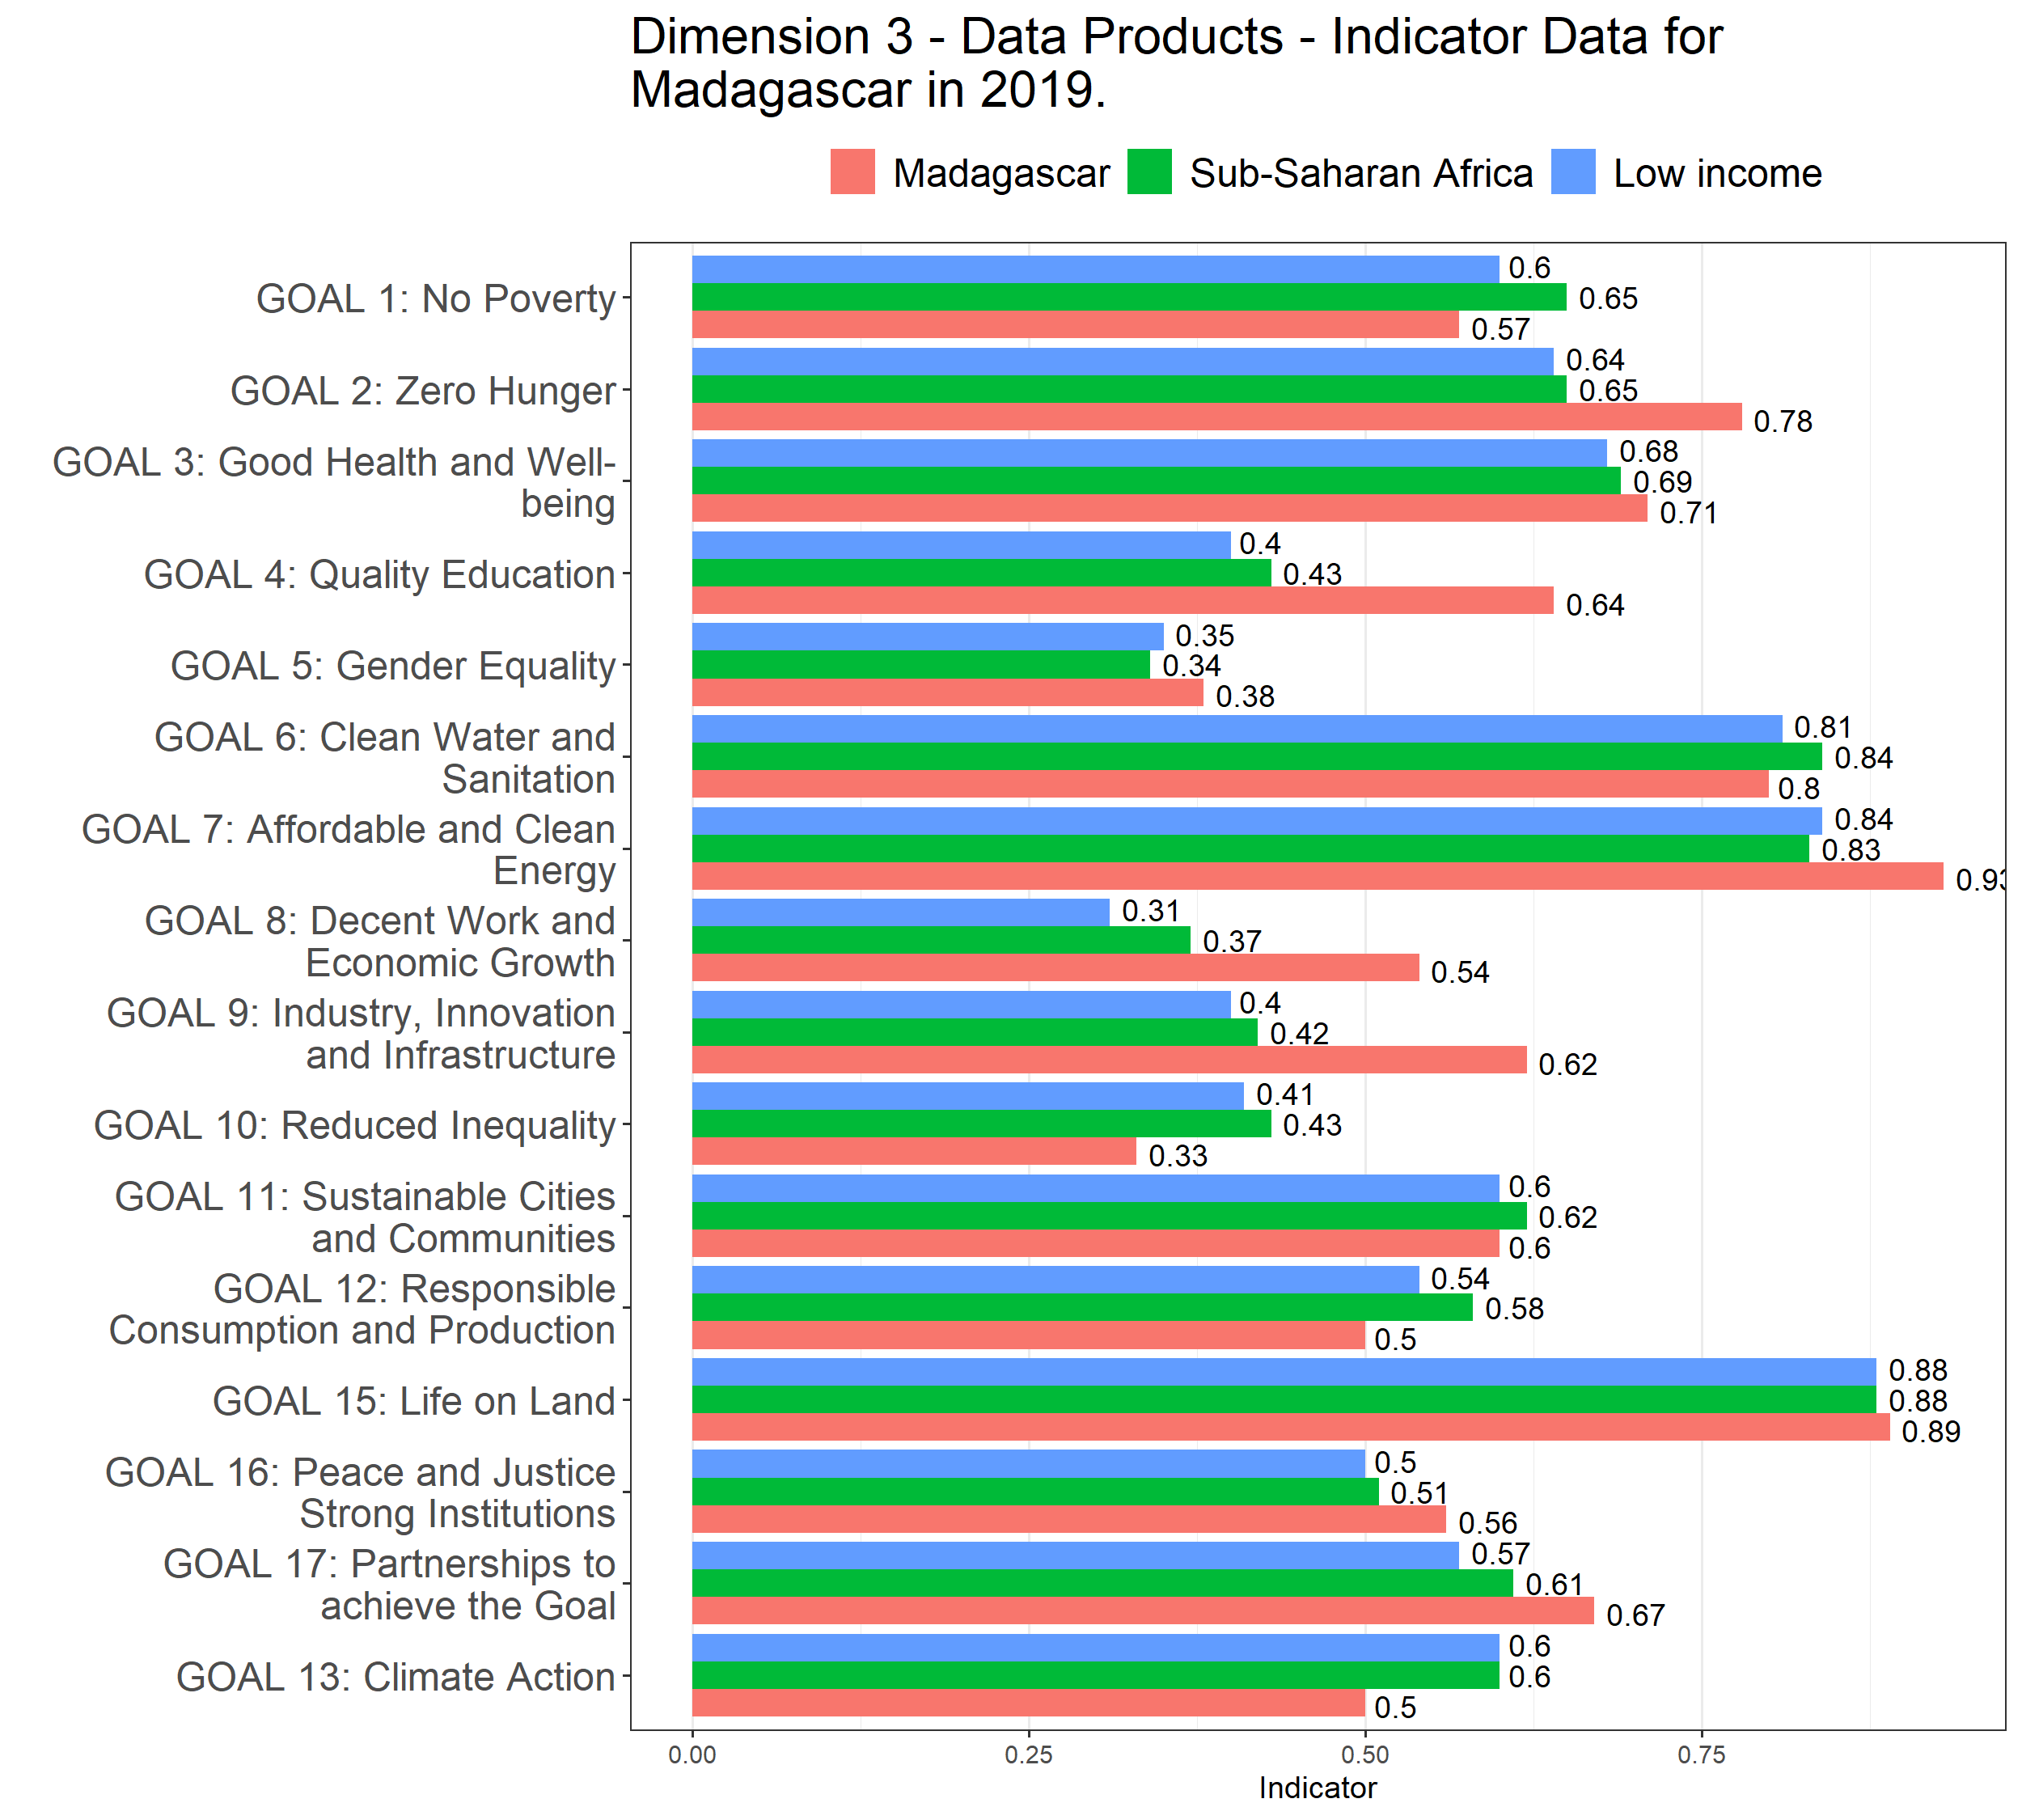 Dimension 3 - Data Products - Indicator Data for
Madagascar in 2019.
Madagascar Sub-Saharan Africa Low income
GOAL 1: No Poverty
0.6
0.65
0.57
GOAL 2: Zero Hunger
0.64
0.65
0.78
GOAL 3: Good Health and Well-
being
0.68
0.69
0.71
GOAL 4: Quality Education
0.4
0.43
0.64
GOAL 5: Gender Equality
0.35
0.34
0.38
GOAL 6: Clean Water and
Sanitation
0.81
0.84
0.8
GOAL 7: Affordable and Clean
Energy
0.84
0.83
0.93
GOAL 8: Decent Work and
Economic Growth
0.31
0.37
0.54
GOAL 9: Industry, Innovation
and Infrastructure
0.4
0.42
0.62
GOAL 10: Reduced Inequality
0.41
0.43
0.33
GOAL 11: Sustainable Cities
and Communities
0.6
0.62
0.6
GOAL 12: Responsible
Consumption and Production
0.54
0.58
0.5
GOAL 15: Life on Land
0.88
0.88
0.89
GOAL 16: Peace and Justice
Strong Institutions
0.5
0.51
0.56
GOAL 17: Partnerships to
achieve the Goal
0.57
0.61
0.67
GOAL 13: Climate Action
0.6
0.6
0.5
0.00 0.25 0.50 0.75
Indicator